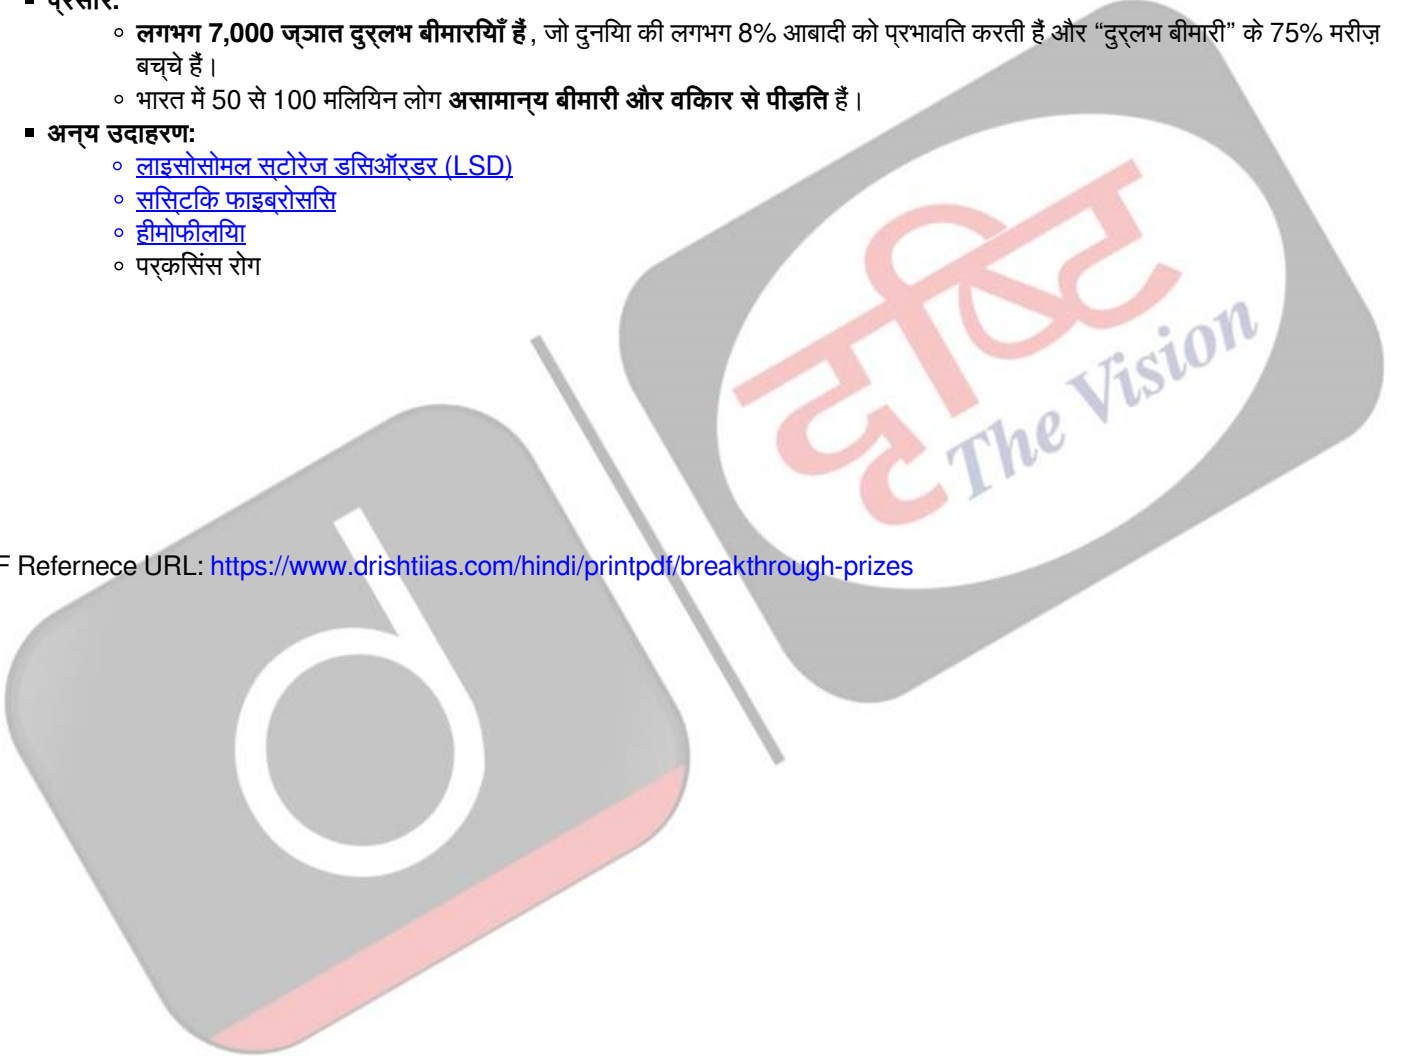 ▪ प्रसार:
◦ लगभग 7,000 ज्ञात दुर्लभ बीमारियाँ हैं, जो दुनिया की लगभग 8% आबादी को प्रभावित करती हैं और “दुर्लभ बीमारी” के 75% मरीज़
बच्चे हैं।
◦ भारत में 50 से 100 मिलियन लोग असामान्य बीमारी और विकार से पीड़ित हैं।
▪ अन्य उदाहरण:
◦ लाइसोसोमल स्टोरेज डिसऑर्डर (LSD)
◦ सिस्टिक फाइब्रोसिस
◦ हीमोफीलिया
◦ पर्किसंस रोग
दृष्टि
The Vision
d
F Refernece URL: https://www.drishtiias.com/hindi/printpdf/breakthrough-prizes